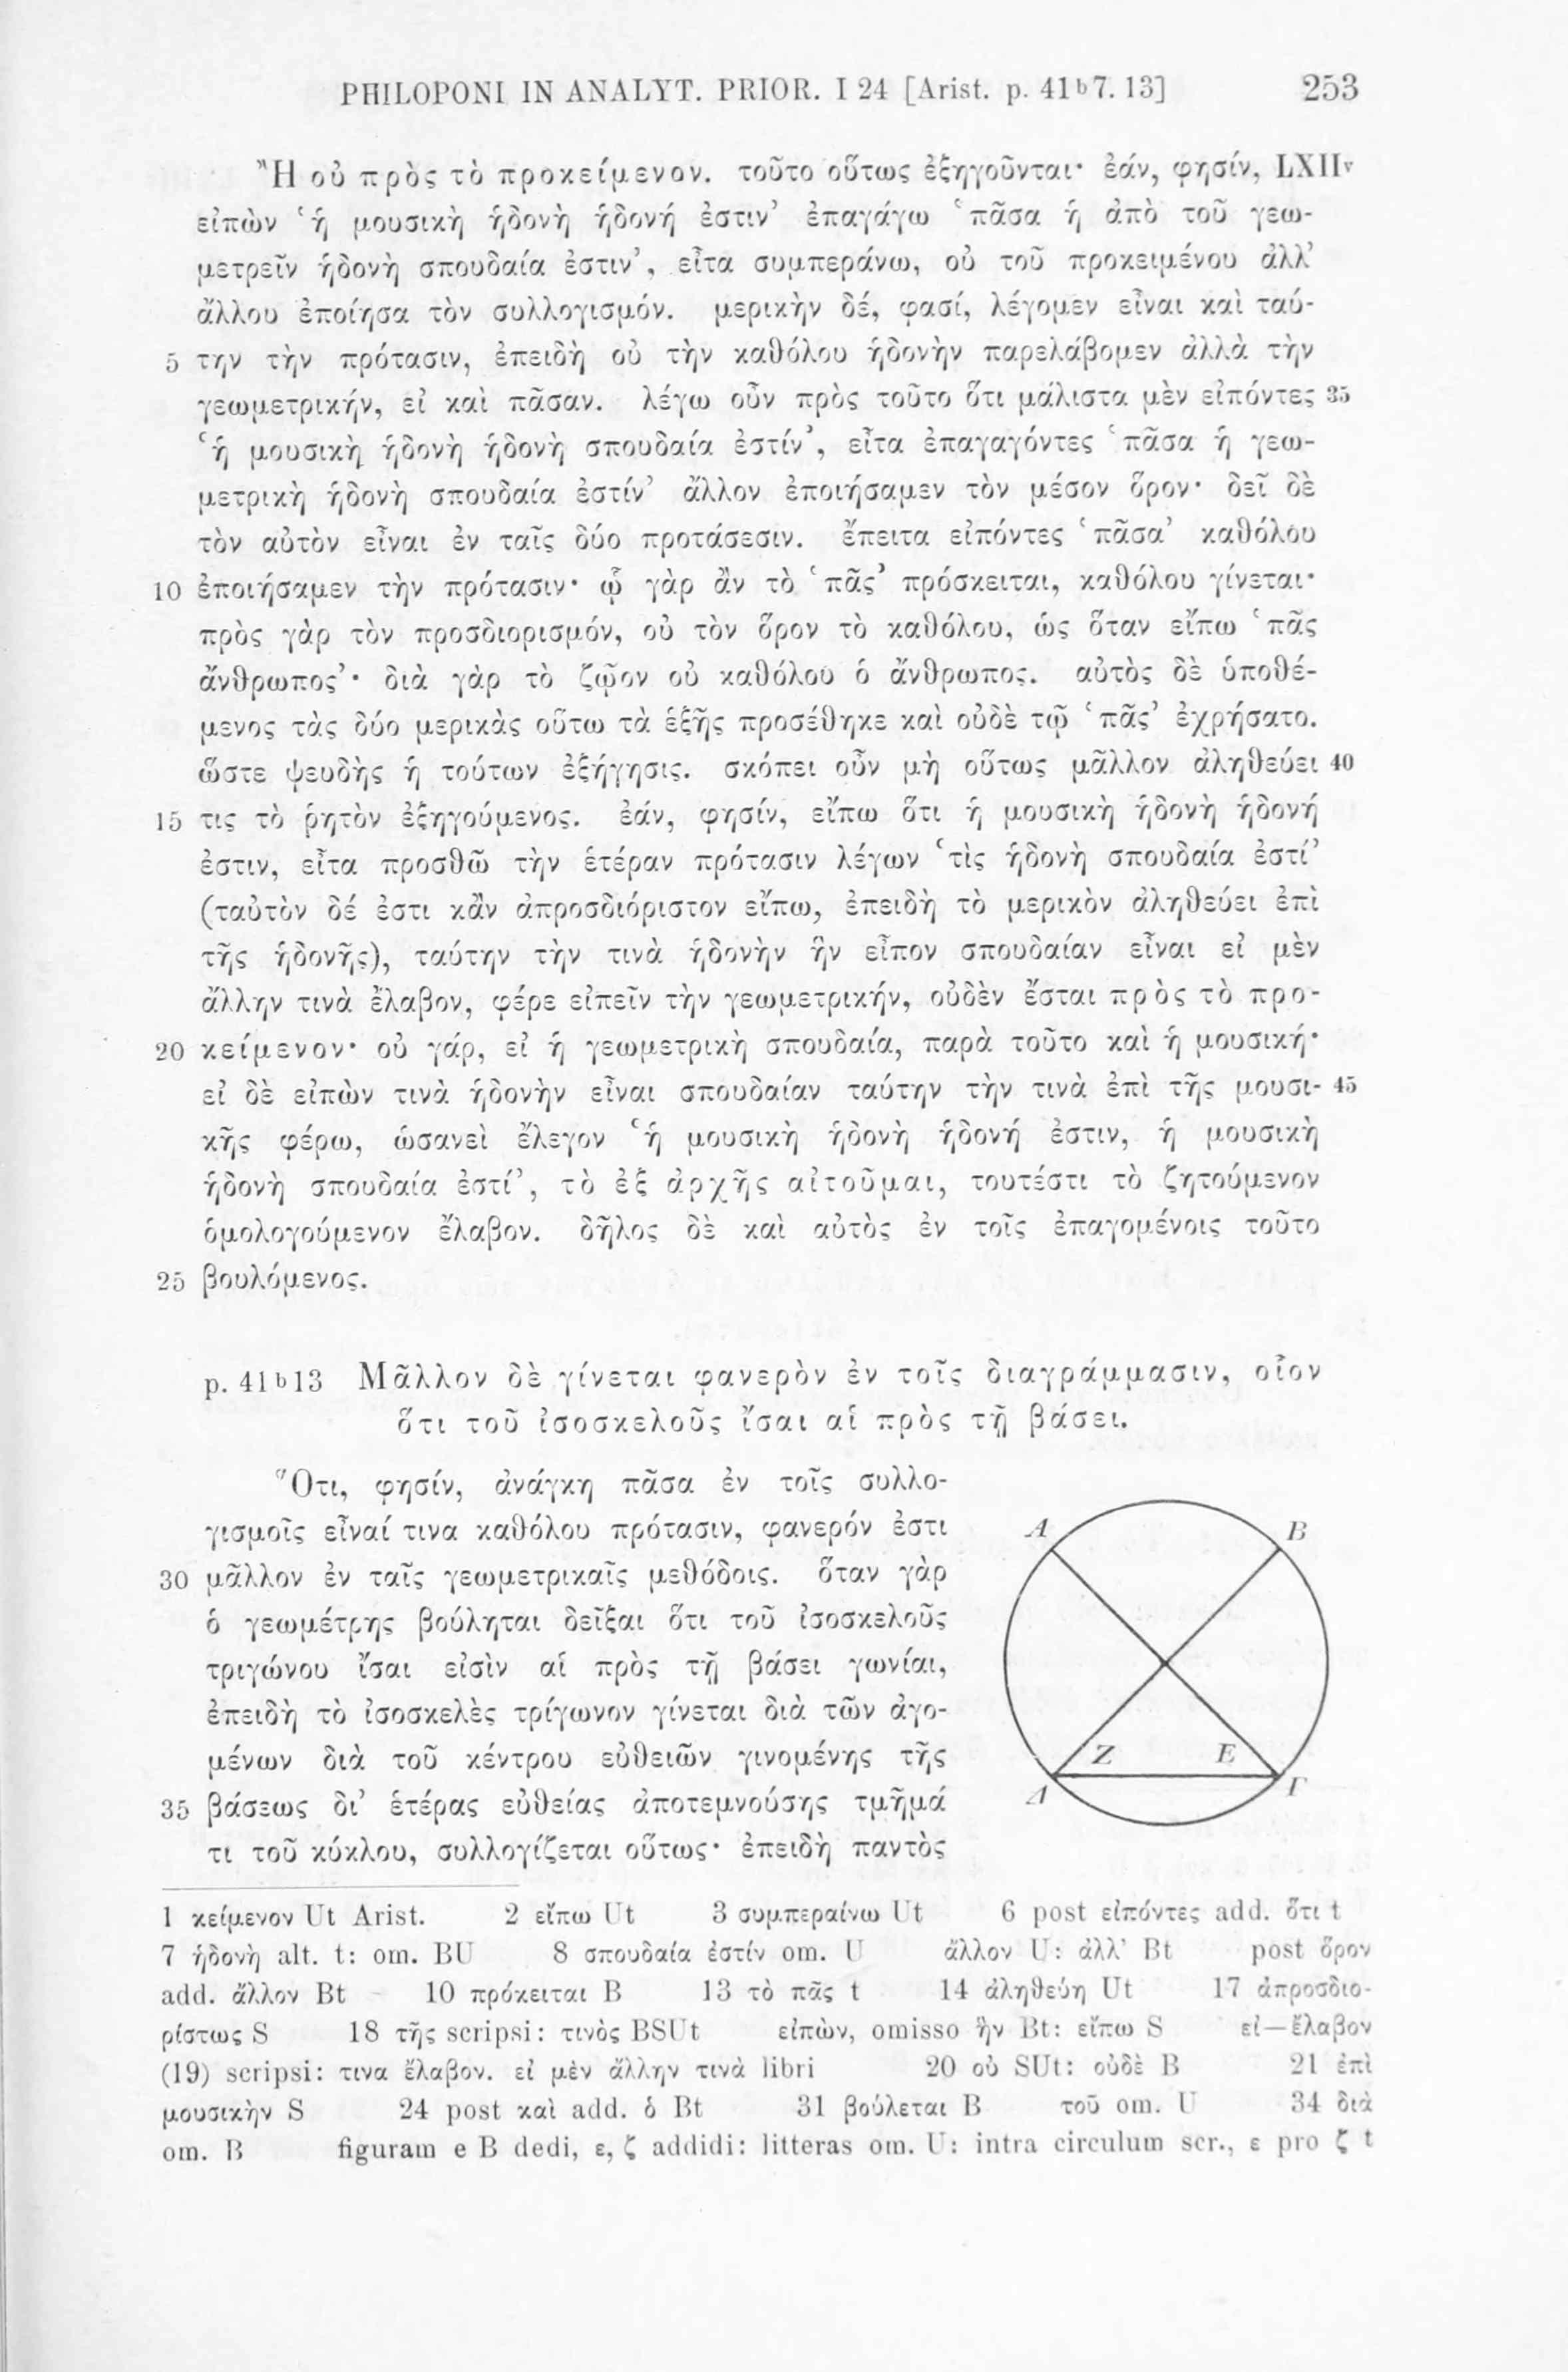 PHILOPONI IN ANALYT. PRIOR. I 24 [Arist. p. 41ᵇ7. 13] 253
Ἢ οὐ πρὸς τὸ προκείμενον. τοῦτο οὕτως ἐξηγοῦνται· ἐάν, φησίν, LXIIᵛ
εἰπὼν ‘ἡ μουσικὴ ἡδονὴ ἡδονή ἐστιν’ ἐπαγάγω ‘πᾶσα ἡ ἀπὸ τοῦ γεω-
μετρεῖν ἡδονὴ σπουδαία ἐστιν’, εἶτα συμπεράνω, οὐ τοῦ προκειμένου ἀλλ’
ἄλλου ἐποίησα τὸν συλλογισμόν. μερικὴν δέ, φασί, λέγομεν εἶναι καὶ ταύ-
5 την τὴν πρότασιν, ἐπειδὴ οὐ τὴν καθόλου ἡδονὴν παρελάβομεν ἀλλὰ τὴν
γεωμετρικήν, εἰ καὶ πᾶσαν. λέγω οὖν πρὸς τοῦτο ὅτι μάλιστα μὲν εἰπόντες 35
‘ἡ μουσικὴ ἡδονὴ ἡδονὴ σπουδαία ἐστίν’, εἶτα ἐπαγαγόντες ‘πᾶσα ἡ γεω-
μετρικὴ ἡδονὴ σπουδαία ἐστίν’ ἄλλον ἐποιήσαμεν τὸν μέσον ὅρον· δεῖ δὲ
τὸν αὐτὸν εἶναι ἐν ταῖς δύο προτάσεσιν. ἔπειτα εἰπόντες ‘πᾶσα’ καθόλου
10 ἐποιήσαμεν τὴν πρότασιν· ᾧ γὰρ ἂν τὸ ‘πᾶς’ πρόσκειται, καθόλου γίνεται·
πρὸς γὰρ τὸν προσδιορισμόν, οὐ τὸν ὅρον τὸ καθόλου, ὡς ὅταν εἴπω ‘πᾶς
ἄνθρωπος’· διὰ γὰρ τὸ ζῷον οὐ καθόλου ὁ ἄνθρωπος. αὐτὸς δὲ ὑποθέ-
μενος τὰς δύο μερικὰς οὕτω τὰ ἑξῆς προσέθηκε καὶ οὐδὲ τῷ ‘πᾶς’ ἐχρήσατο.
ὥστε ψευδὴς ἡ τούτων ἐξήγησις. σκόπει οὖν μὴ οὕτως μᾶλλον ἀληθεύει 40
15 τις τὸ ῥητὸν ἐξηγούμενος. ἐάν, φησίν, εἴπω ὅτι ἡ μουσικὴ ἡδονὴ ἡδονή
ἐστιν, εἶτα προσθῶ τὴν ἑτέραν πρότασιν λέγων ‘τὶς ἡδονὴ σπουδαία ἐστί’
(ταὐτὸν δέ ἐστι κἂν ἀπροσδιόριστον εἴπω, ἐπειδὴ τὸ μερικὸν ἀληθεύει ἐπὶ
τῆς ἡδονῆς), ταύτην τὴν τινὰ ἡδονὴν ἣν εἶπον σπουδαίαν εἶναι εἰ μὲν
ἄλλην τινὰ ἔλαβον, φέρε εἰπεῖν τὴν γεωμετρικήν, οὐδὲν ἔσται πρὸς τὸ προ-
20 κείμενον· οὐ γάρ, εἰ ἡ γεωμετρικὴ σπουδαία, παρὰ τοῦτο καὶ ἡ μουσική·
εἰ δὲ εἰπὼν τινὰ ἡδονὴν εἶναι σπουδαίαν ταύτην τὴν τινὰ ἐπὶ τῆς μουσι- 45
κῆς φέρω, ὡσανεὶ ἔλεγον ‘ἡ μουσικὴ ἡδονὴ ἡδονή ἐστιν, ἡ μουσικὴ
ἡδονὴ σπουδαία ἐστί’, τὸ ἐξ ἀρχῆς αἰτοῦμαι, τουτέστι τὸ ζητούμενον
ὁμολογούμενον ἔλαβον. δῆλος δὲ καὶ αὐτὸς ἐν τοῖς ἐπαγομένοις τοῦτο
25 βουλόμενος.
p. 41ᵇ13 Μᾶλλον δὲ γίνεται φανερὸν ἐν τοῖς διαγράμμασιν, οἷον
ὅτι τοῦ ἰσοσκελοῦς ἴσαι αἱ πρὸς τῇ βάσει.
Ὅτι, φησίν, ἀνάγκη πᾶσα ἐν τοῖς συλλο-
γισμοῖς εἶναί τινα καθόλου πρότασιν, φανερόν ἐστι
30 μᾶλλον ἐν ταῖς γεωμετρικαῖς μεθόδοις. ὅταν γὰρ
ὁ γεωμέτρης βούληται δεῖξαι ὅτι τοῦ ἰσοσκελοῦς
τριγώνου ἴσαι εἰσὶν αἱ πρὸς τῇ βάσει γωνίαι,
ἐπειδὴ τὸ ἰσοσκελὲς τρίγωνον γίνεται διὰ τῶν ἀγο-
μένων διὰ τοῦ κέντρου εὐθειῶν γινομένης τῆς
35 βάσεως δι’ ἑτέρας εὐθείας ἀποτεμνούσης τμῆμά
τι τοῦ κύκλου, συλλογίζεται οὕτως· ἐπειδὴ παντὸς
Α Β
Ζ Ε
Δ Γ
1 κείμενον Ut Arist. 2 εἴπω Ut 3 συμπεραίνω Ut 6 post εἰπόντες add. ὅτι t
7 ἡδονὴ alt. t: om. BU 8 σπουδαία ἐστίν om. U ἄλλον U: ἀλλ’ Bt post ὅρον
add. ἄλλον Bt 10 πρόκειται B 13 τὸ πᾶς t 14 ἀληθεύῃ Ut 17 ἀπροσδιο-
ρίστως S 18 τῆς scripsi: τινὸς BSUt εἰπὼν, omisso ἣν Bt: εἴπω S εἰ—ἔλαβον
(19) scripsi: τινα ἔλαβον. εἰ μὲν ἄλλην τινὰ libri 20 οὐ SUt: οὐδὲ B 21 ἐπὶ
μουσικὴν S 24 post καὶ add. ὁ Bt 31 βούλεται B τοῦ om. U 34 διὰ
om. B figuram e B dedi, ε, ζ addidi: litteras om. U: intra circulum scr., ε pro ζ t